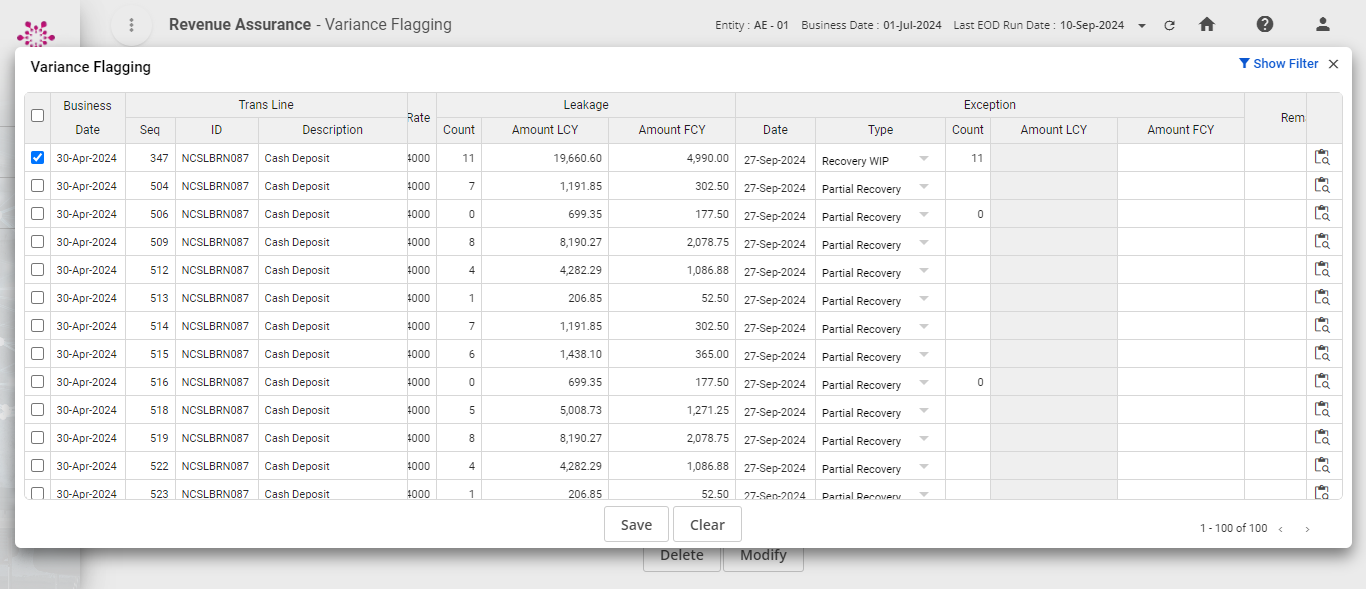 Revenue Assurance - Variance Flagging
Entity : AE - 01 Business Date : 01-Jul-2024 Last EOD Run Date : 10-Sep-2024
Variance Flagging
Show Filter
Business Date Trans Line Rate Leakage Exception Rem
Seq ID Description Count Amount LCY Amount FCY Date Type Count Amount LCY Amount FCY
30-Apr-2024 347 NCSLBRN087 Cash Deposit 4000 11 19,660.60 4,990.00 27-Sep-2024 Recovery WIP 11
30-Apr-2024 504 NCSLBRN087 Cash Deposit 4000 7 1,191.85 302.50 27-Sep-2024 Partial Recovery
30-Apr-2024 506 NCSLBRN087 Cash Deposit 4000 0 699.35 177.50 27-Sep-2024 Partial Recovery 0
30-Apr-2024 509 NCSLBRN087 Cash Deposit 4000 8 8,190.27 2,078.75 27-Sep-2024 Partial Recovery
30-Apr-2024 512 NCSLBRN087 Cash Deposit 4000 4 4,282.29 1,086.88 27-Sep-2024 Partial Recovery
30-Apr-2024 513 NCSLBRN087 Cash Deposit 4000 1 206.85 52.50 27-Sep-2024 Partial Recovery
30-Apr-2024 514 NCSLBRN087 Cash Deposit 4000 7 1,191.85 302.50 27-Sep-2024 Partial Recovery
30-Apr-2024 515 NCSLBRN087 Cash Deposit 4000 6 1,438.10 365.00 27-Sep-2024 Partial Recovery
30-Apr-2024 516 NCSLBRN087 Cash Deposit 4000 0 699.35 177.50 27-Sep-2024 Partial Recovery 0
30-Apr-2024 518 NCSLBRN087 Cash Deposit 4000 5 5,008.73 1,271.25 27-Sep-2024 Partial Recovery
30-Apr-2024 519 NCSLBRN087 Cash Deposit 4000 8 8,190.27 2,078.75 27-Sep-2024 Partial Recovery
30-Apr-2024 522 NCSLBRN087 Cash Deposit 4000 4 4,282.29 1,086.88 27-Sep-2024 Partial Recovery
30-Apr-2024 523 NCSLBRN087 Cash Deposit 4000 1 206.85 52.50 27-Sep-2024 Partial Recovery
Save Clear
1 - 100 of 100
Delete Modify